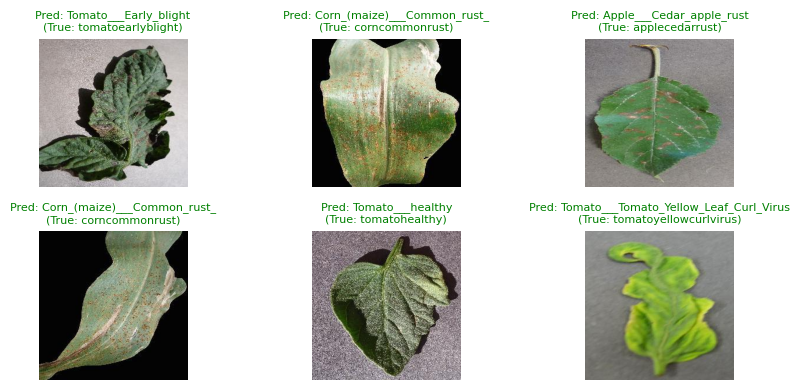 Pred: Tomato___Early_blight
(True: tomatoearlyblight)
Pred: Corn_(maize)___Common_rust_
(True: corncommonrust)
Pred: Apple___Cedar_apple_rust
(True: applecedarrust)
Pred: Corn_(maize)___Common_rust_
(True: corncommonrust)
Pred: Tomato___healthy
(True: tomatohealthy)
Pred: Tomato___Tomato_Yellow_Leaf_Curl_Virus
(True: tomatoyellowcurlvirus)